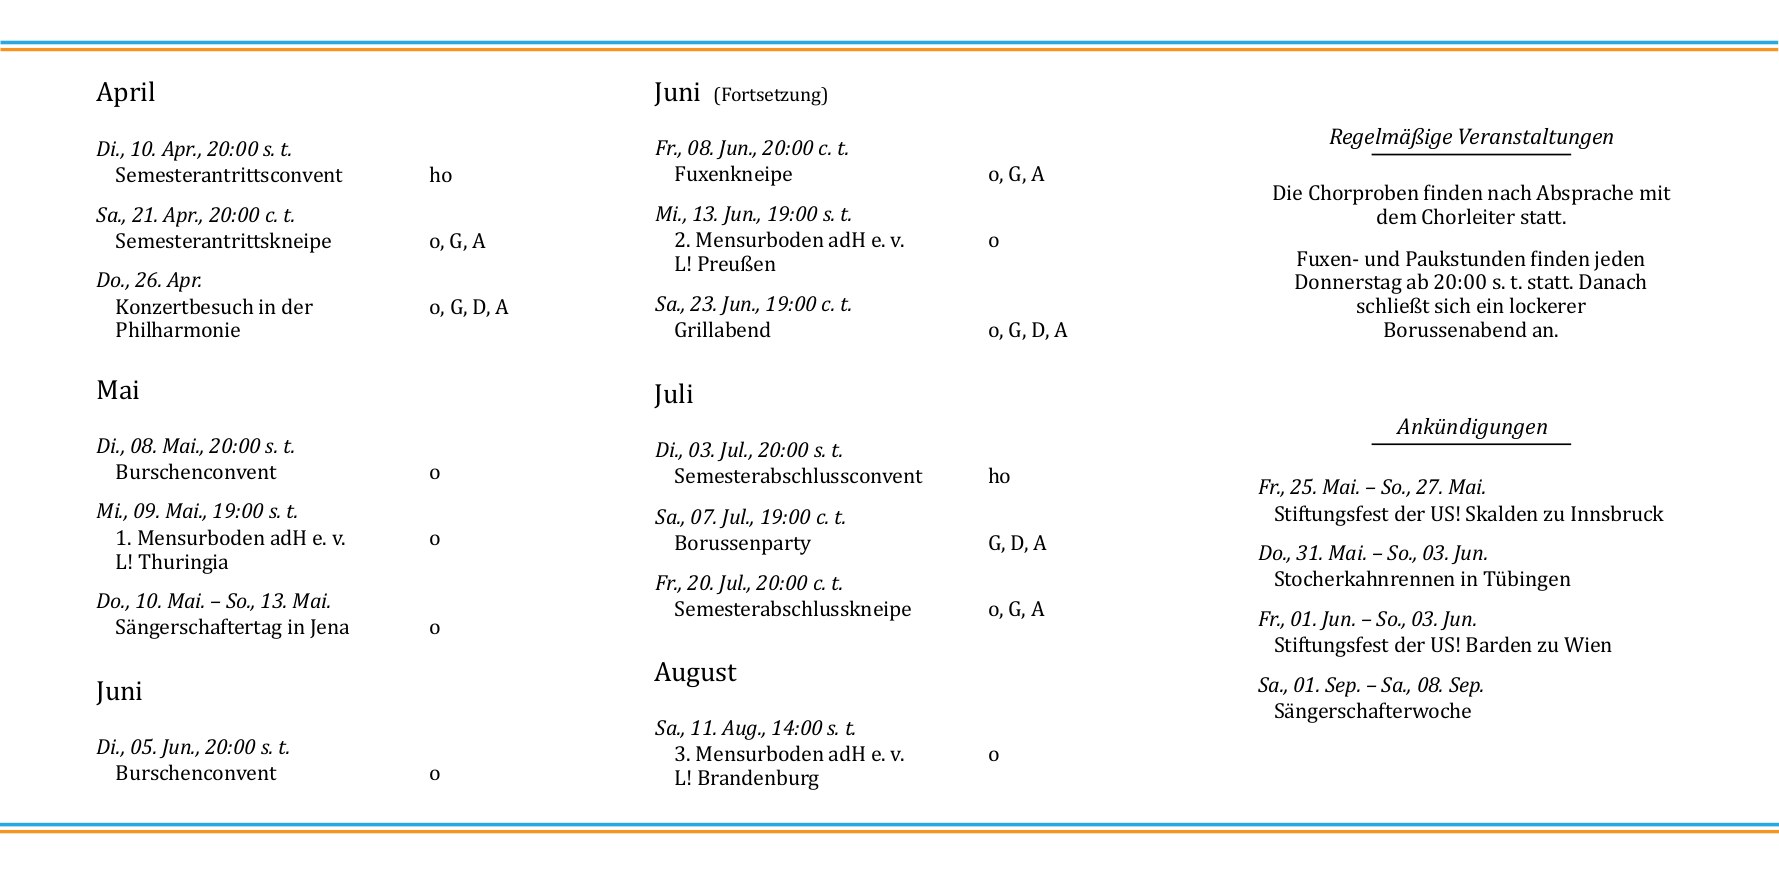 April
Di., 10. Apr., 20:00 s. t.
Semesterantrittsconvent ho
Sa., 21. Apr., 20:00 c. t.
Semesterantrittskneipe o, G, A
Do., 26. Apr.
Konzertbesuch in der o, G, D, A
Philharmonie
Mai
Di., 08. Mai., 20:00 s. t.
Burschenconvent o
Mi., 09. Mai., 19:00 s. t.
1. Mensurboden adH e. v. o
L! Thuringia
Do., 10. Mai. – So., 13. Mai.
Sängerschaftertag in Jena o
Juni
Di., 05. Jun., 20:00 s. t.
Burschenconvent o
Juni (Fortsetzung)
Fr., 08. Jun., 20:00 c. t.
Fuxenkneipe o, G, A
Mi., 13. Jun., 19:00 s. t.
2. Mensurboden adH e. v. o
L! Preußen
Sa., 23. Jun., 19:00 c. t.
Grillabend o, G, D, A
Juli
Di., 03. Jul., 20:00 s. t.
Semesterabschlussconvent ho
Sa., 07. Jul., 19:00 c. t.
Borussenparty G, D, A
Fr., 20. Jul., 20:00 c. t.
Semesterabschlusskneipe o, G, A
August
Sa., 11. Aug., 14:00 s. t.
3. Mensurboden adH e. v. o
L! Brandenburg
Regelmäßige Veranstaltungen
Die Chorproben finden nach Absprache mit
dem Chorleiter statt.
Fuxen- und Paukstunden finden jeden
Donnerstag ab 20:00 s. t. statt. Danach
schließt sich ein lockerer
Borussenabend an.
Ankündigungen
Fr., 25. Mai. – So., 27. Mai.
Stiftungsfest der US! Skalden zu Innsbruck
Do., 31. Mai. – So., 03. Jun.
Stocherkahnrennen in Tübingen
Fr., 01. Jun. – So., 03. Jun.
Stiftungsfest der US! Barden zu Wien
Sa., 01. Sep. – Sa., 08. Sep.
Sängerschafterwoche